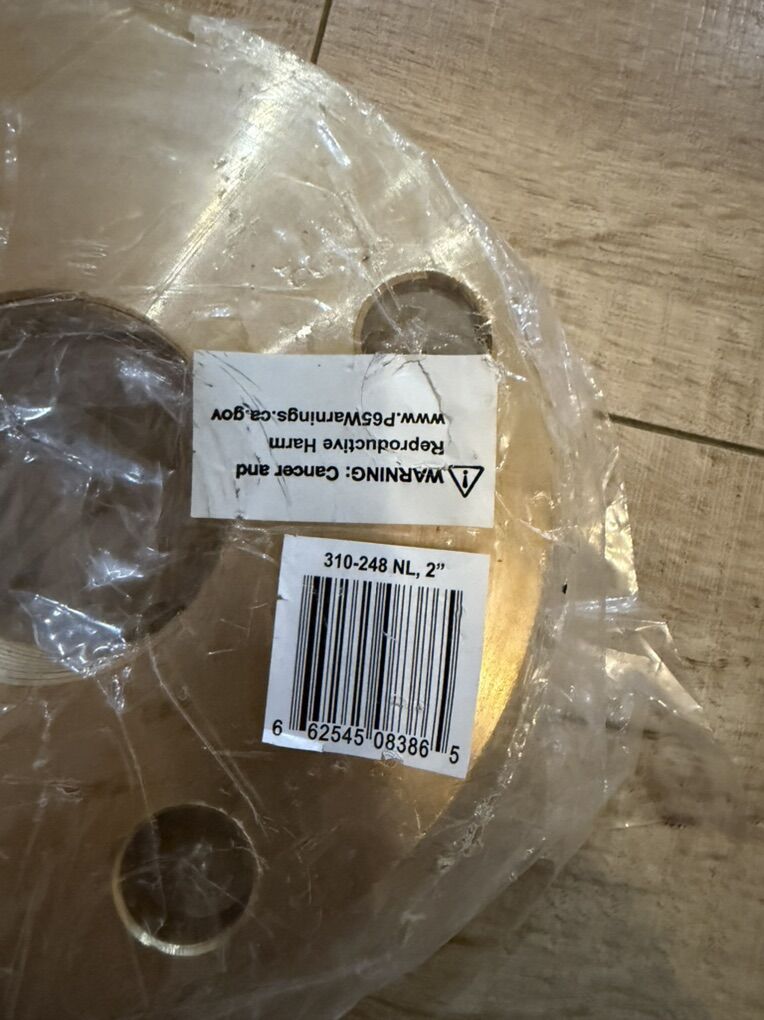 WARNING: Cancer and
Reproductive Harm
www.P65Warnings.ca.gov
310-248 NL, 2”
6 62545 08386 5